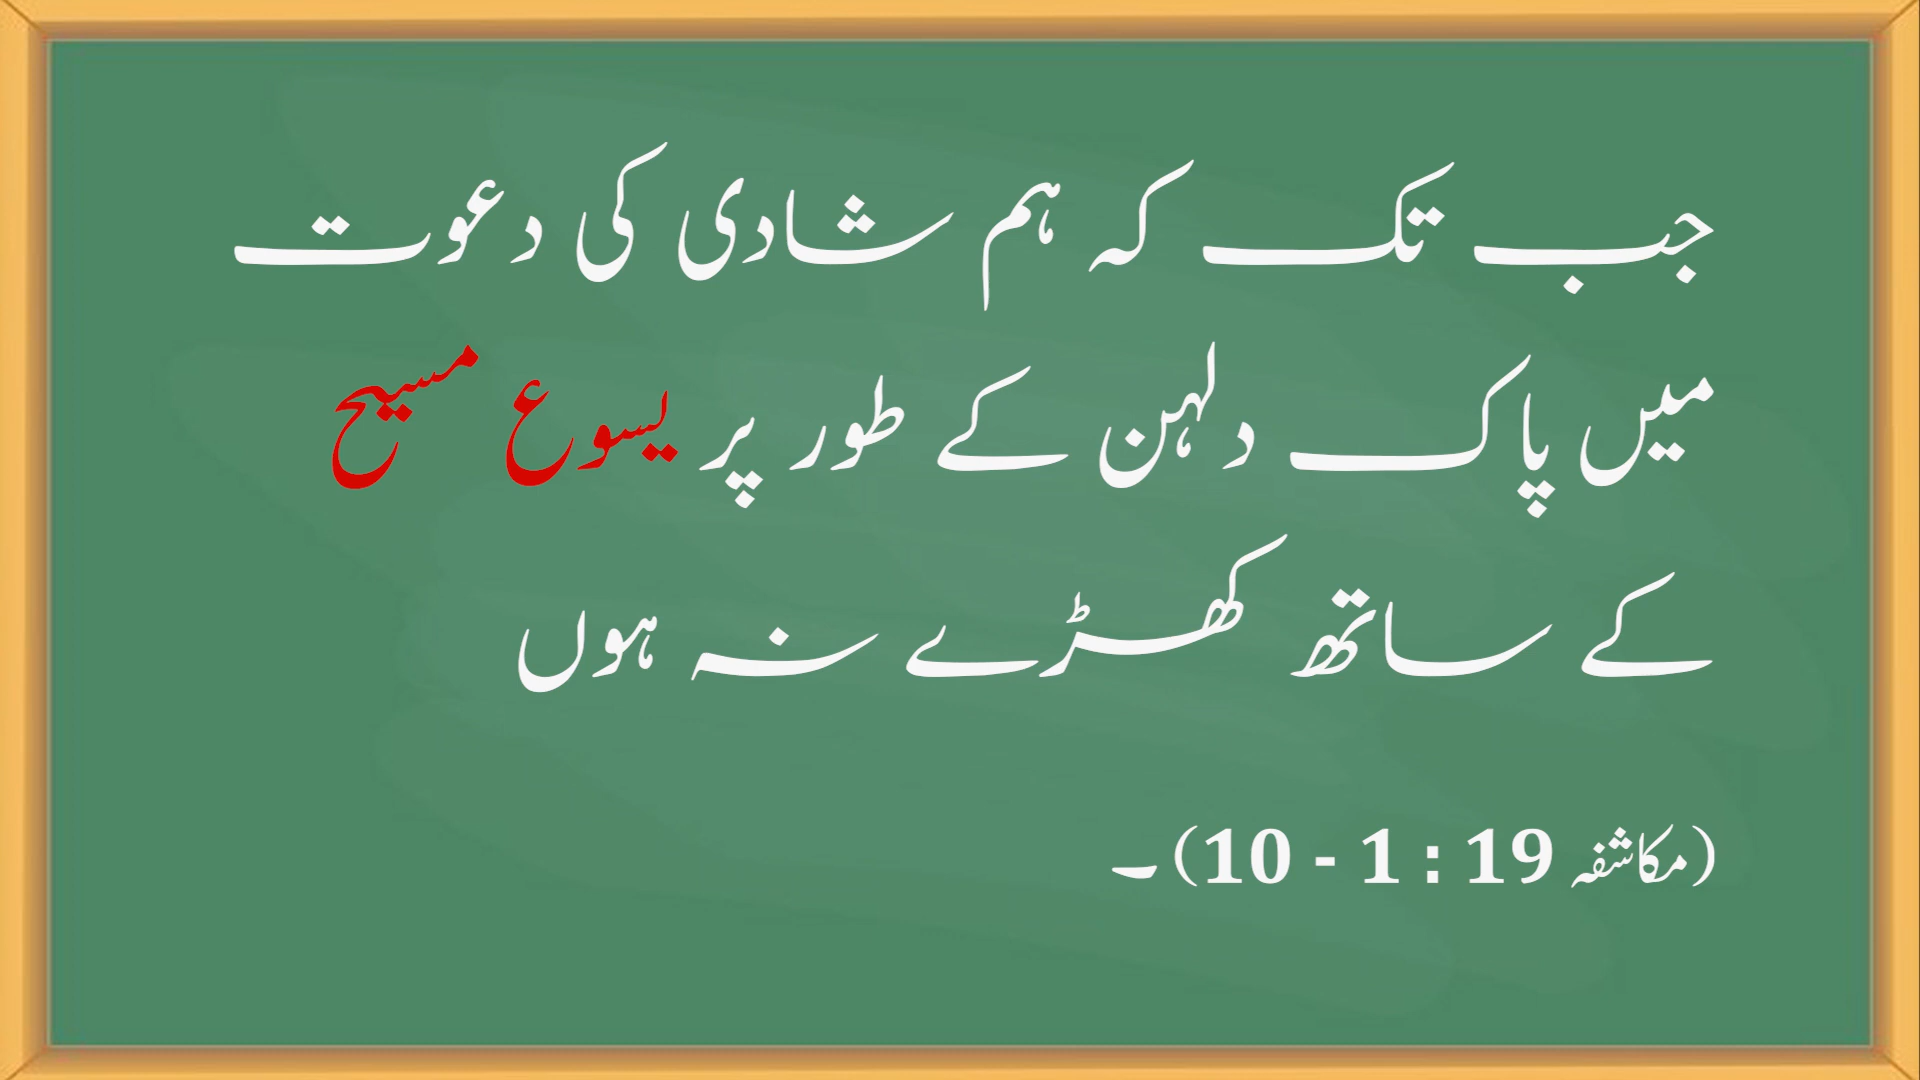 جب تک کہ ہم شادی کی دعوت
میں پاک دلہن کے طور پر یسوع مسیح
کے ساتھ کھڑے نہ ہوں
(مکاشفہ 19 : 1 - 10)۔